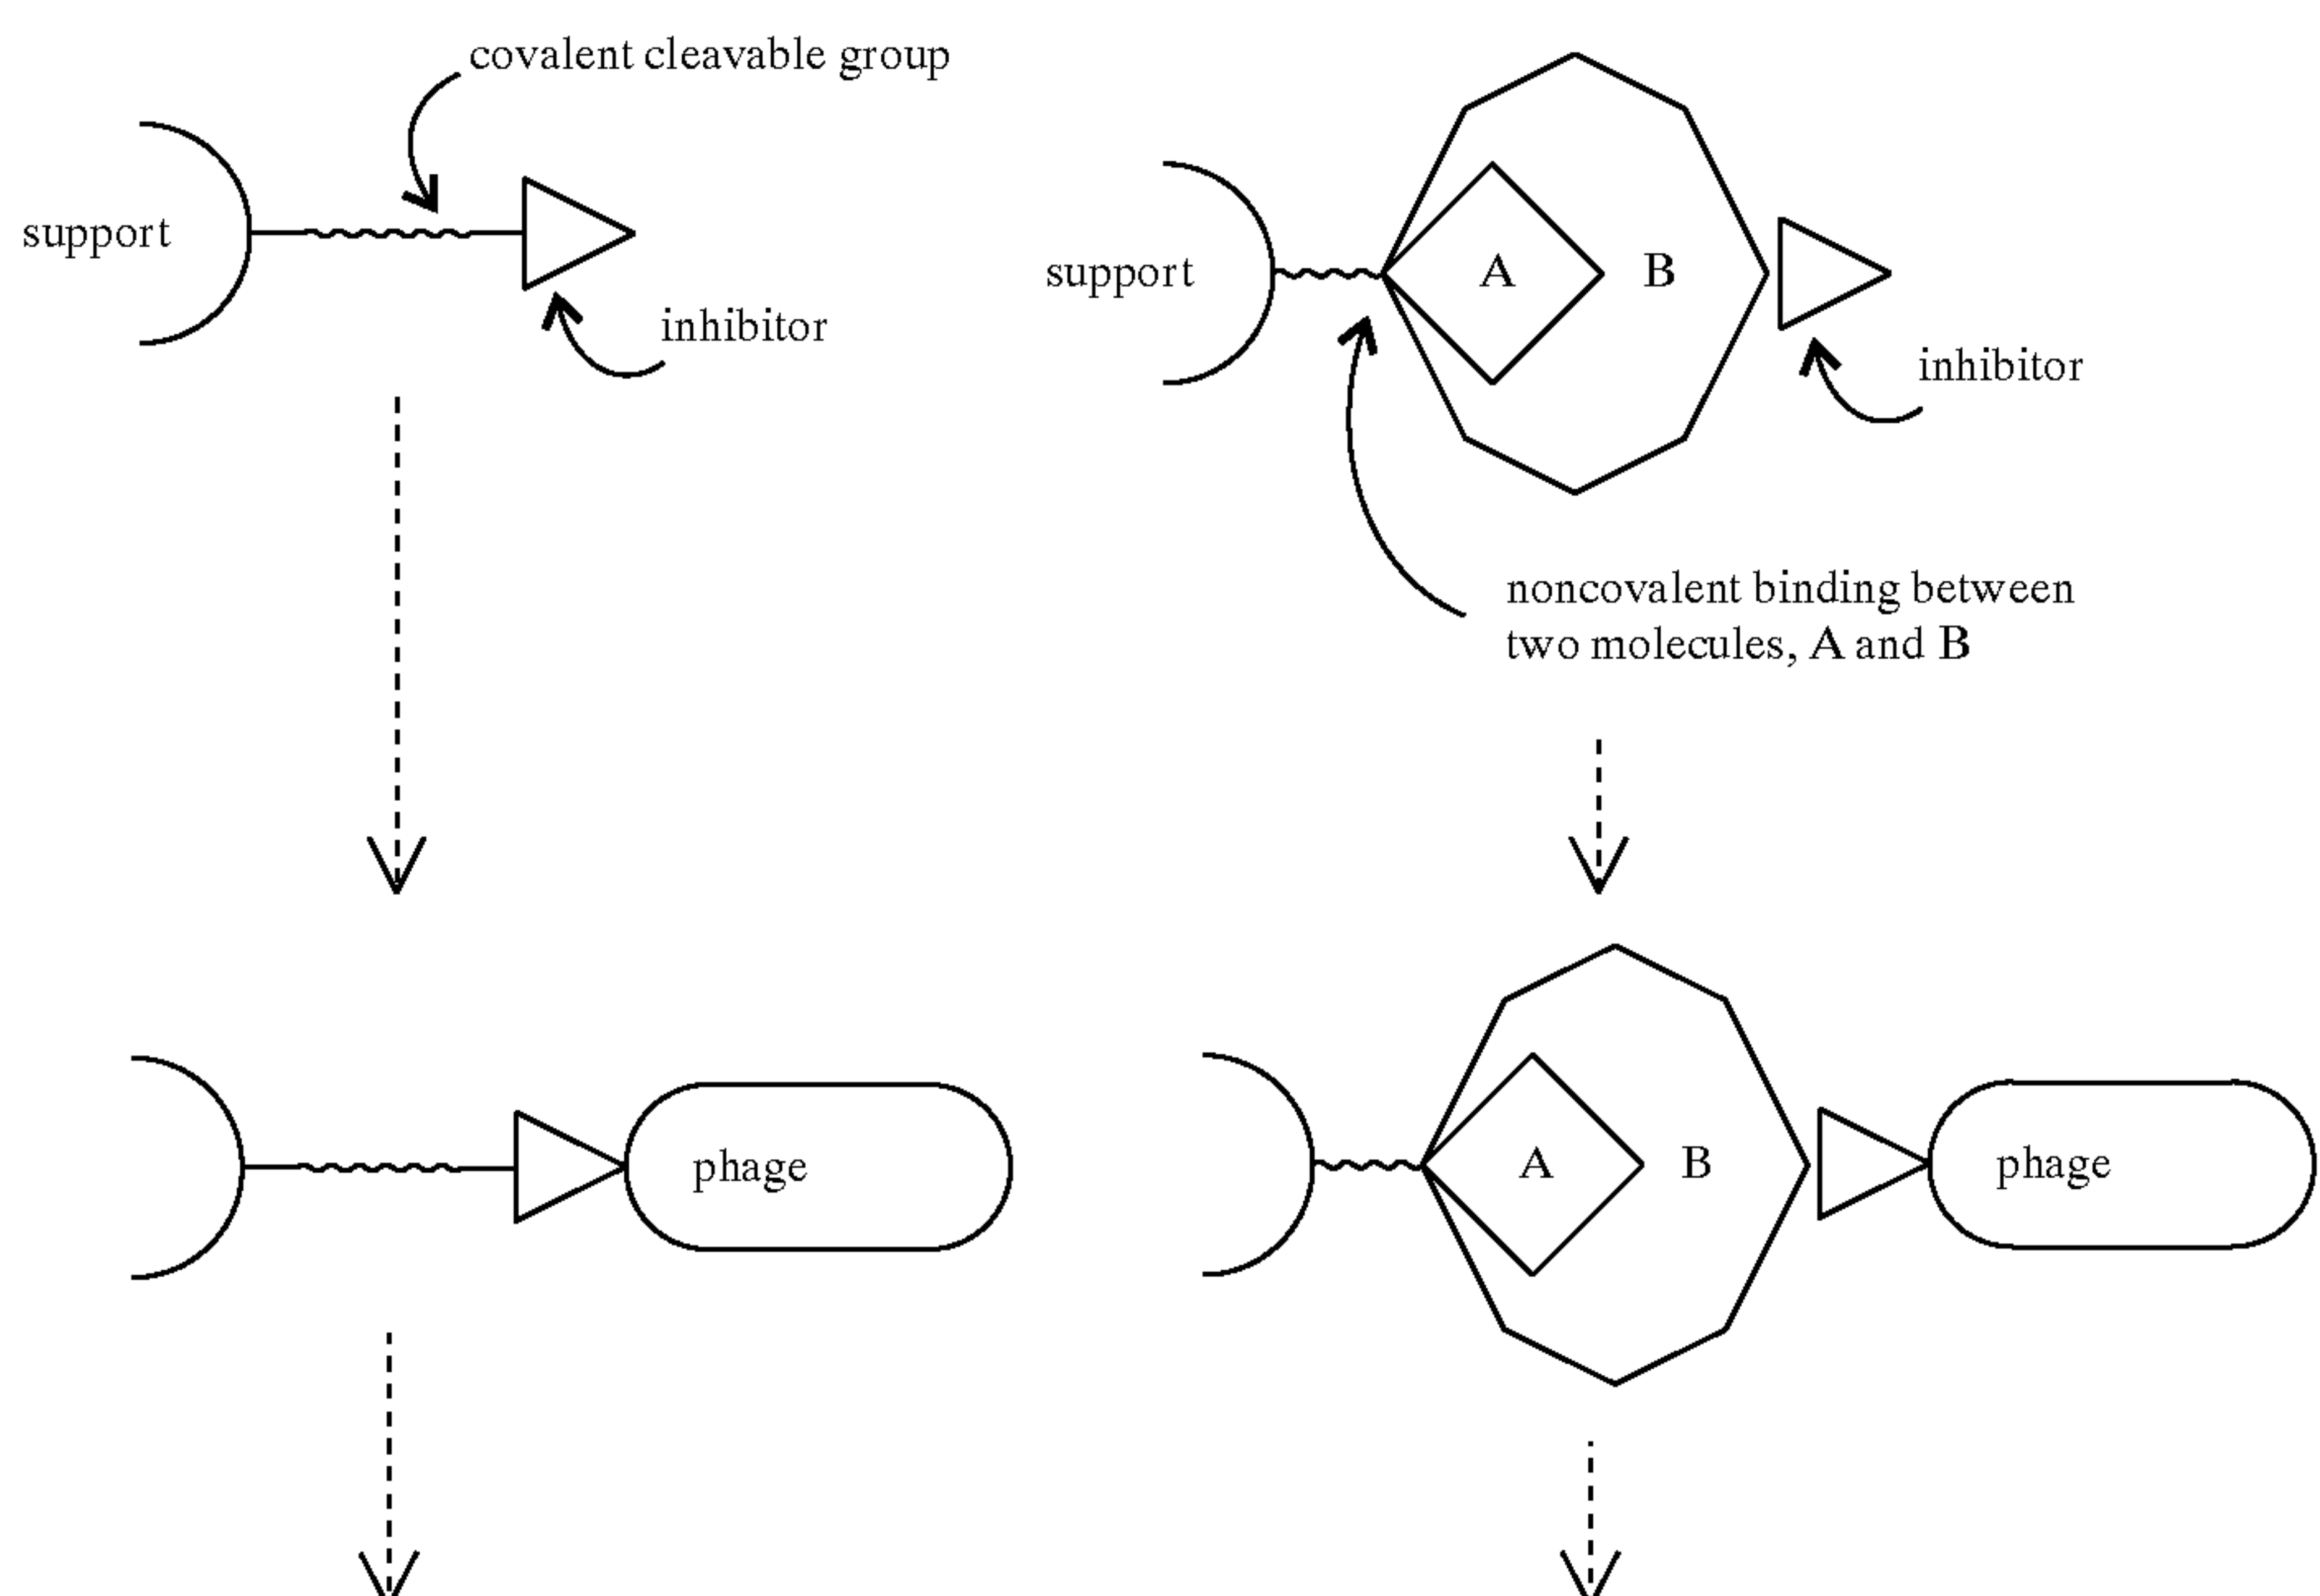 covalent cleavable group
support
inhibitor
support
A
B
inhibitor
noncovalent binding between
two molecules, A and B
phage
A
B
phage